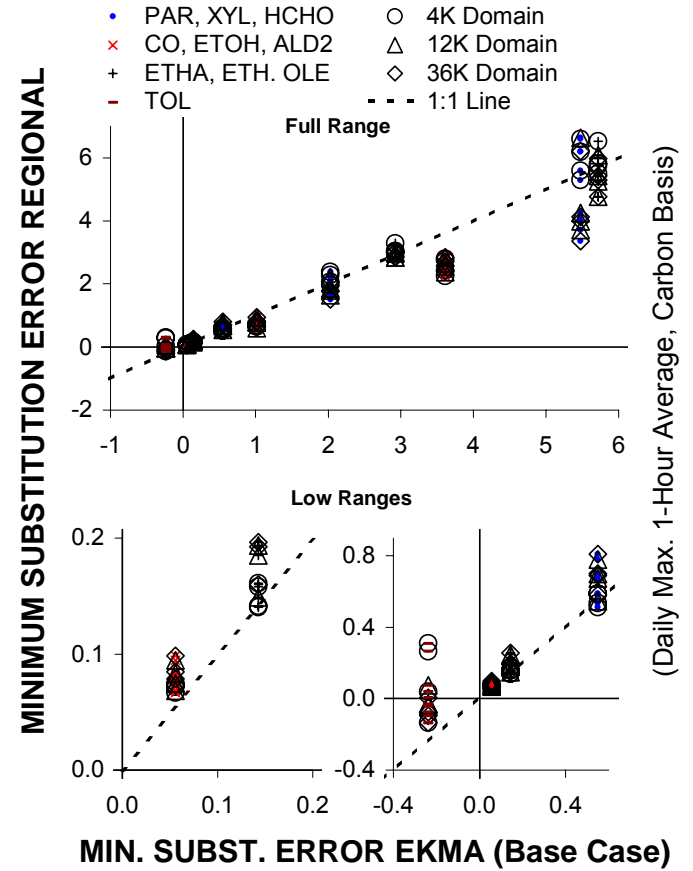 PAR, XYL, HCHO
CO, ETOH, ALD2
ETHA, ETH. OLE
TOL
4K Domain
12K Domain
36K Domain
1:1 Line
MINIMUM SUBSTITUTION ERROR REGIONAL
(Daily Max. 1-Hour Average, Carbon Basis)
Full Range
6
4
2
0
-2
-1 0 1 2 3 4 5 6
Low Ranges
0.2
0.1
0.0
0.0 0.1 0.2
0.8
0.4
0.0
-0.4
-0.4 0.0 0.4
MIN. SUBST. ERROR EKMA (Base Case)